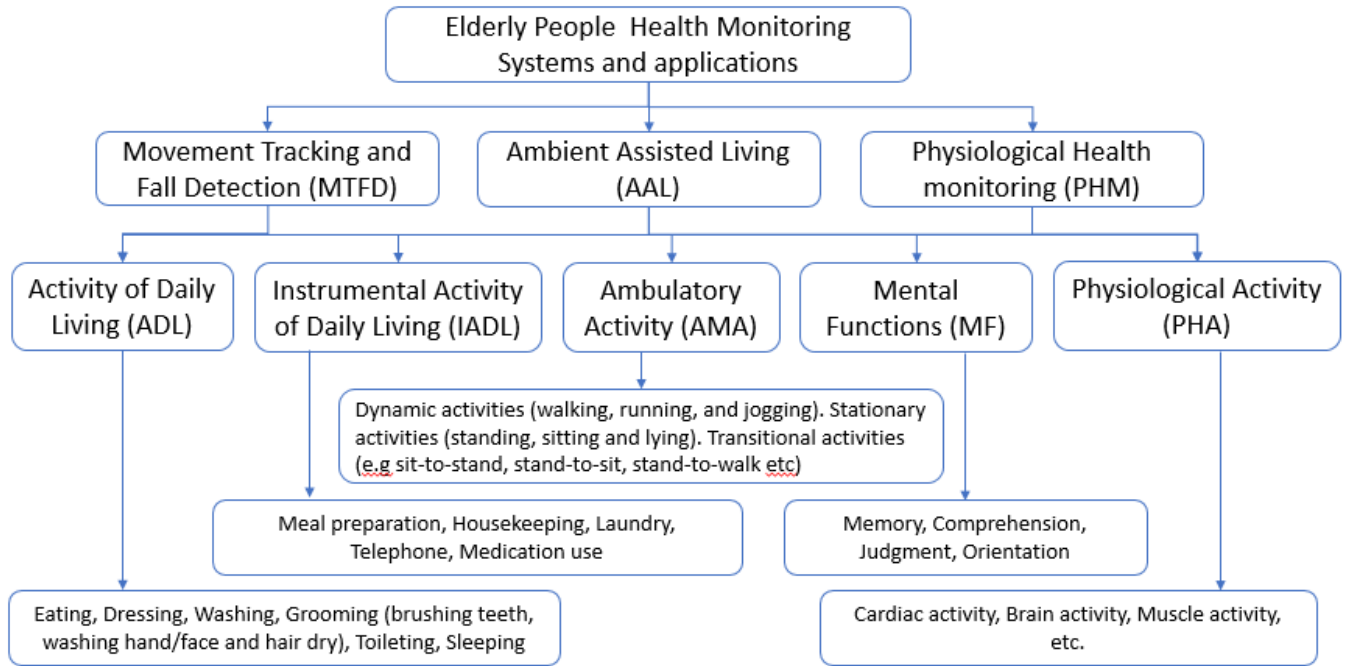 Elderly People  Health Monitoring
Systems and applications
Movement Tracking and
Fall Detection (MTFD)
Ambient Assisted Living
(AAL)
Physiological Health
monitoring (PHM)
Activity of Daily
Living (ADL)
Instrumental Activity
of Daily Living (IADL)
Ambulatory
Activity (AMA)
Mental
Functions (MF)
Physiological Activity
(PHA)
Dynamic activities (walking, running, and jogging). Stationary
activities (standing, sitting and lying). Transitional activities
(e.g sit-to-stand, stand-to-sit, stand-to-walk etc)
Meal preparation, Housekeeping, Laundry,
Telephone, Medication use
Memory, Comprehension,
Judgment, Orientation
Eating, Dressing, Washing, Grooming (brushing teeth,
washing hand/face and hair dry), Toileting, Sleeping
Cardiac activity, Brain activity, Muscle activity,
etc.